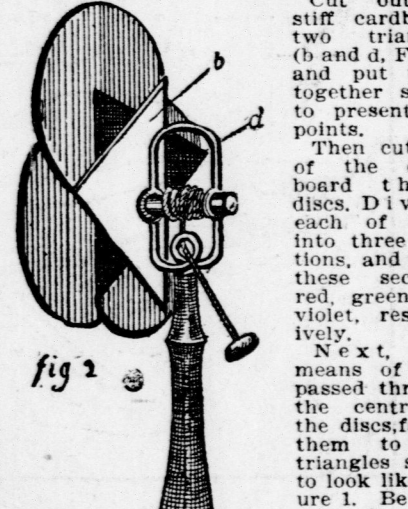 b
d
fig 2
Cut out
stiff cardb
two trian
(b and d, F
and put
together s
to present
points.
Then cut
of the
board th
discs. Div
each of
into three
tions, and
these sec
red, green
violet, res
ively.
Next,
means of
passed thr
the centr
the discs, f
them to
triangles s
to look lik
ure 1. Be